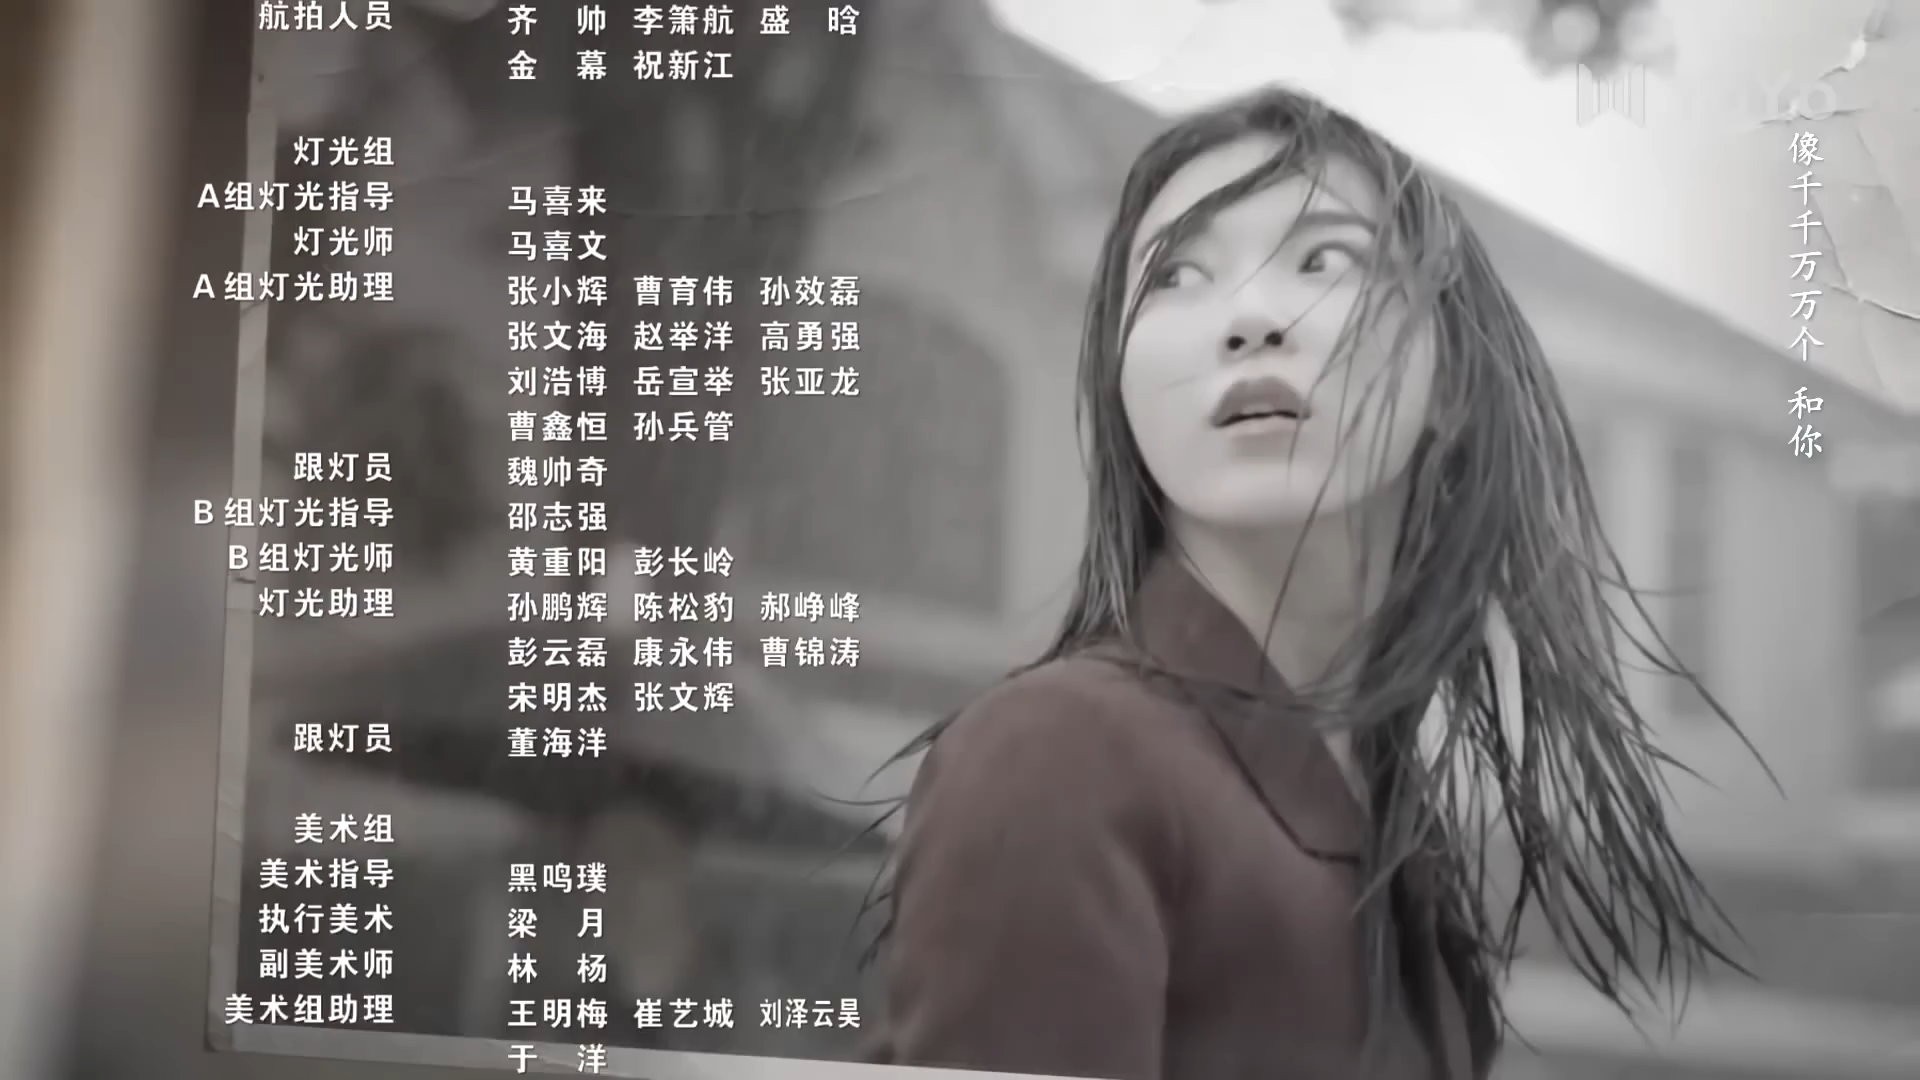 航拍人员 齐 帅 李箫航 盛 晗
金 幕 祝新江
灯光组
A组灯光指导 马喜来
灯光师 马喜文
A组灯光助理 张小辉 曹育伟 孙效磊
张文海 赵举洋 高勇强
刘浩博 岳宣举 张亚龙
曹鑫恒 孙兵管
跟灯员 魏帅奇
B组灯光指导 邵志强
B组灯光师 黄重阳 彭长岭
灯光助理 孙鹏辉 陈松豹 郝峥峰
彭云磊 康永伟 曹锦涛
宋明杰 张文辉
跟灯员 董海洋
美术组
美术指导 黑鸣璞
执行美术 梁 月
副美术师 林 杨
美术组助理 王明梅 崔艺城 刘泽云昊
于 洋
像千千万万个 和你